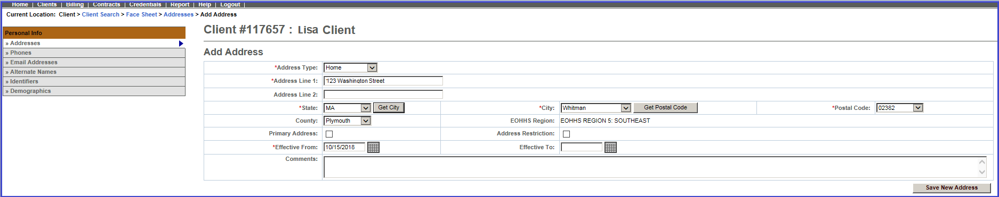 Home | Clients | Billing | Contracts | Credentials | Report | Help | Logout |
Current Location: Client > Client Search > Face Sheet > Addresses > Add Address
Personal Info
» Addresses
» Phones
» Email Addresses
» Alternate Names
» Identifiers
» Demographics
Client #117657 : Lisa Client
Add Address
*Address Type: Home
*Address Line 1: 123 Washington Street
Address Line 2:
*State: MA Get City *City: Whitman Get Postal Code *Postal Code: 02382
County: Plymouth EOHHS Region: EOHHS REGION 5: SOUTHEAST
Primary Address: Address Restriction:
*Effective From: 10/15/2018 Effective To:
Comments:
Save New Address